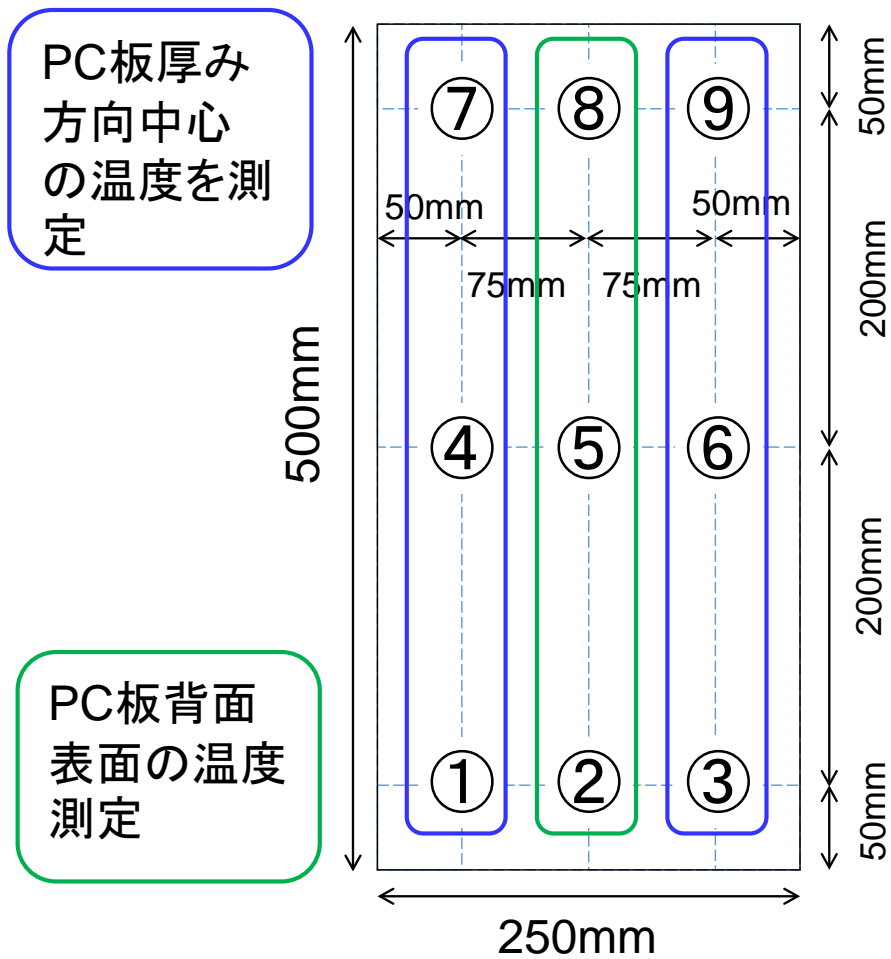 PC板厚み
方向中心
の温度を測
定
⑦
⑧
⑨
50mm
50mm
50mm
75mm
75mm
200mm
500mm
④
⑤
⑥
200mm
PC板背面
表面の温度
測定
①
②
③
50mm
250mm